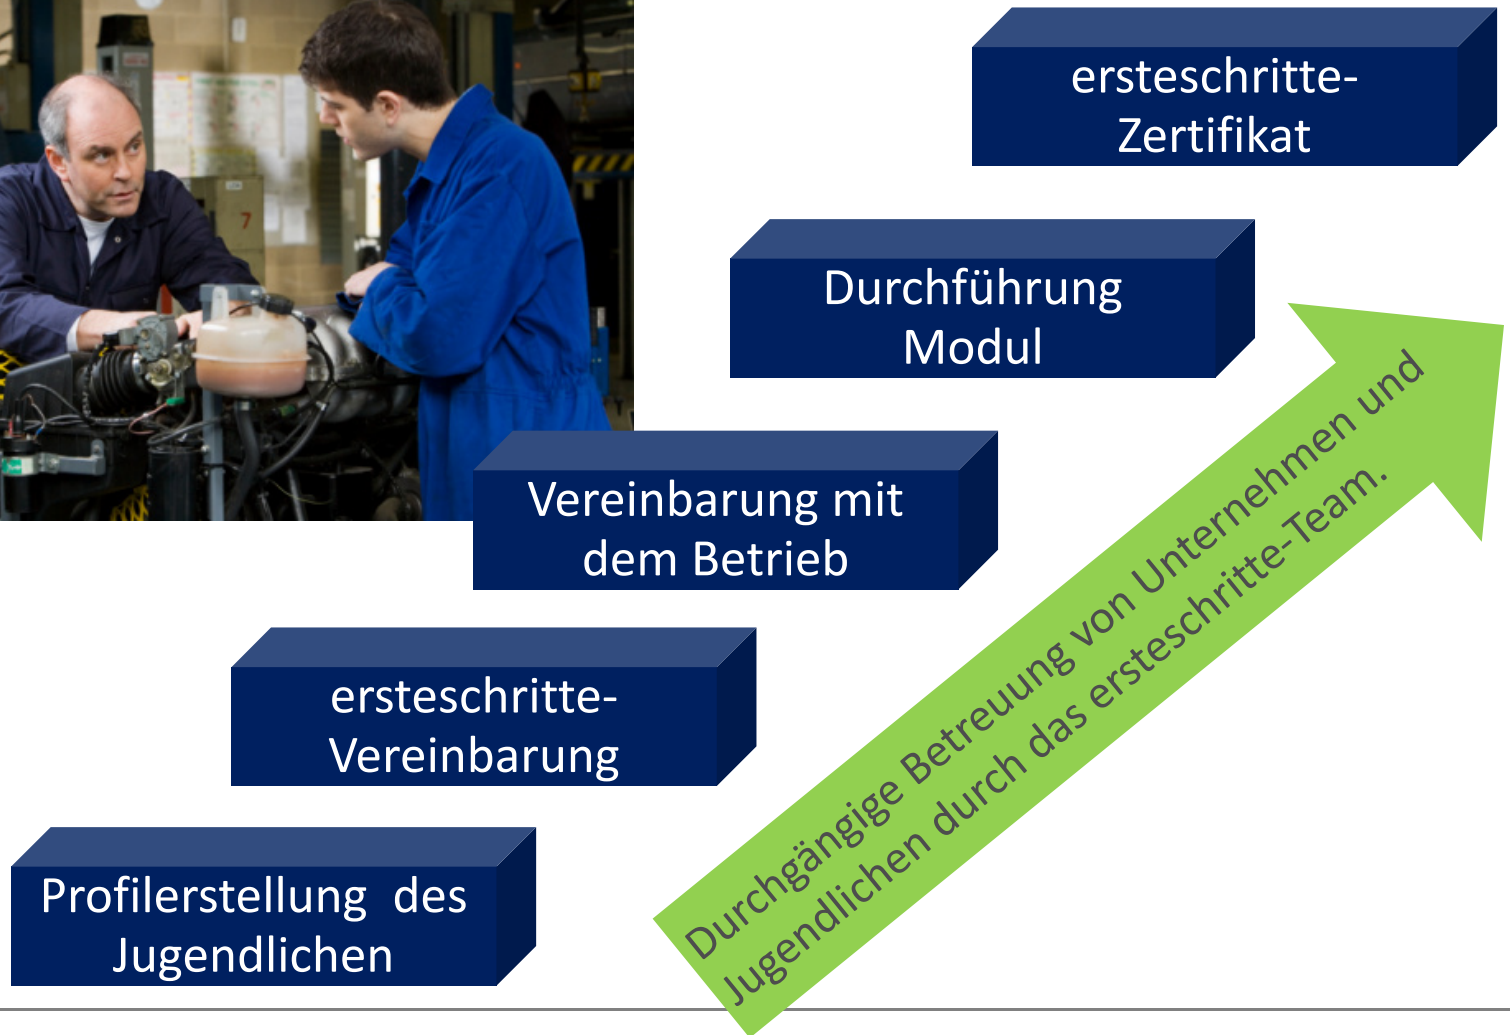 ersteschritte-
Zertifikat
Durchführung
Modul
Vereinbarung mit
dem Betrieb
ersteschritte-
Vereinbarung
Profilerstellung des
Jugendlichen
Durchgängige Betreuung von Unternehmen und
Jugendlichen durch das ersteschritte-Team.
7